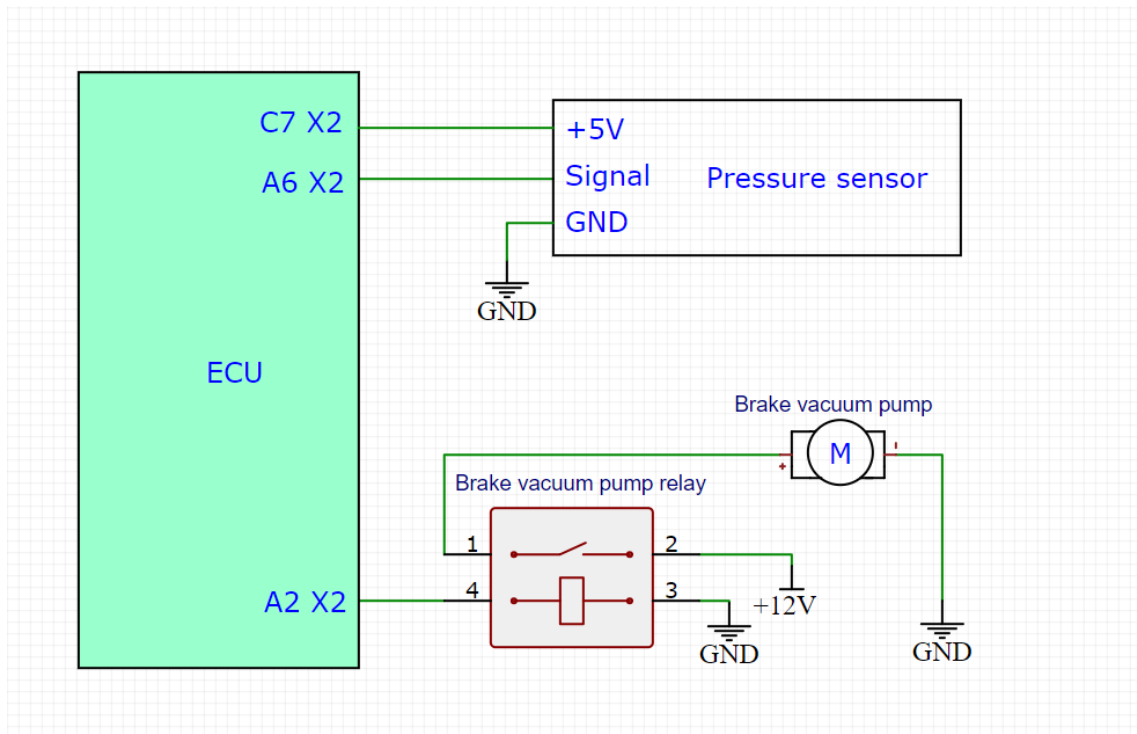 C7 X2
+5V
A6 X2
Signal
Pressure sensor
GND
GND
ECU
Brake vacuum pump
M
+
-
Brake vacuum pump relay
1
2
4
3
A2 X2
+12V
GND
GND